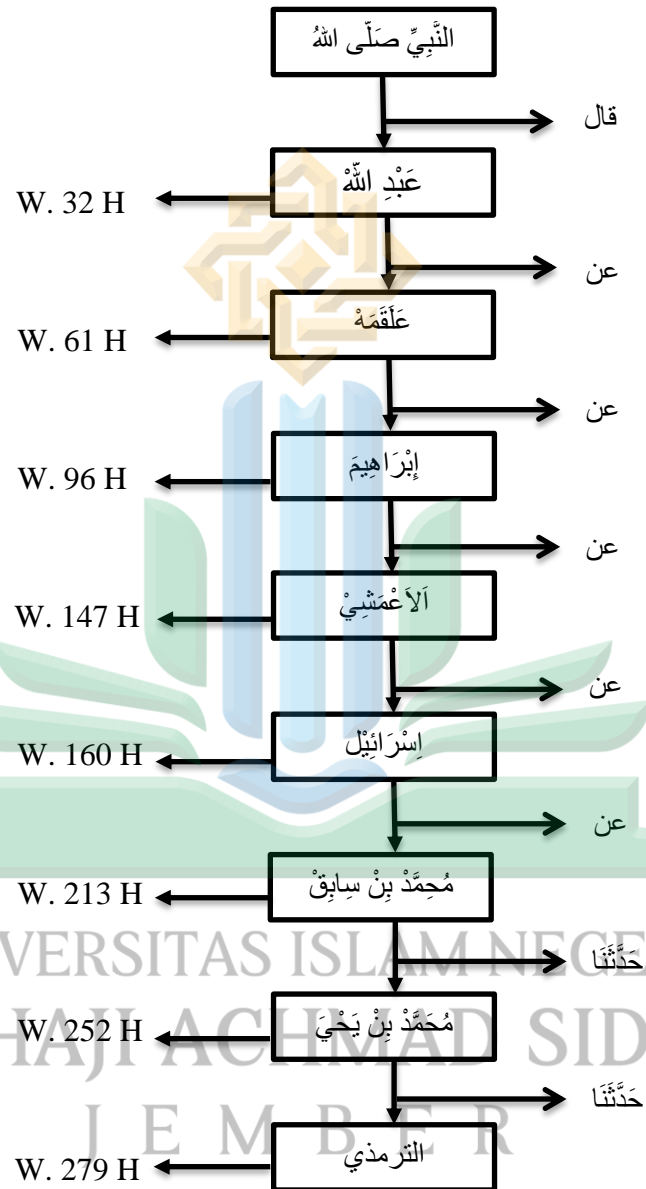 النَّبِيِّ صَلَّى اللهُ
قال
عَبْدِ اللّهْ
W. 32 H
عن
عَلَقَمَهْ
W. 61 H
عن
إِبْرَاهِيمَ
W. 96 H
عن
اَلاَعْمَشِيْ
W. 147 H
عن
اِسْرَائِيْل
W. 160 H
عن
مُحِمَّدْ بِنْ سِابِقْ
W. 213 H
حَدَّثَنَا
مُحَمَّدْ بِنْ يَحْيَ
W. 252 H
حَدَّثَنَا
الترمذي
W. 279 H
VERSITAS ISLAM NEGE
HAJI ACHMAD SID
J E M B E R